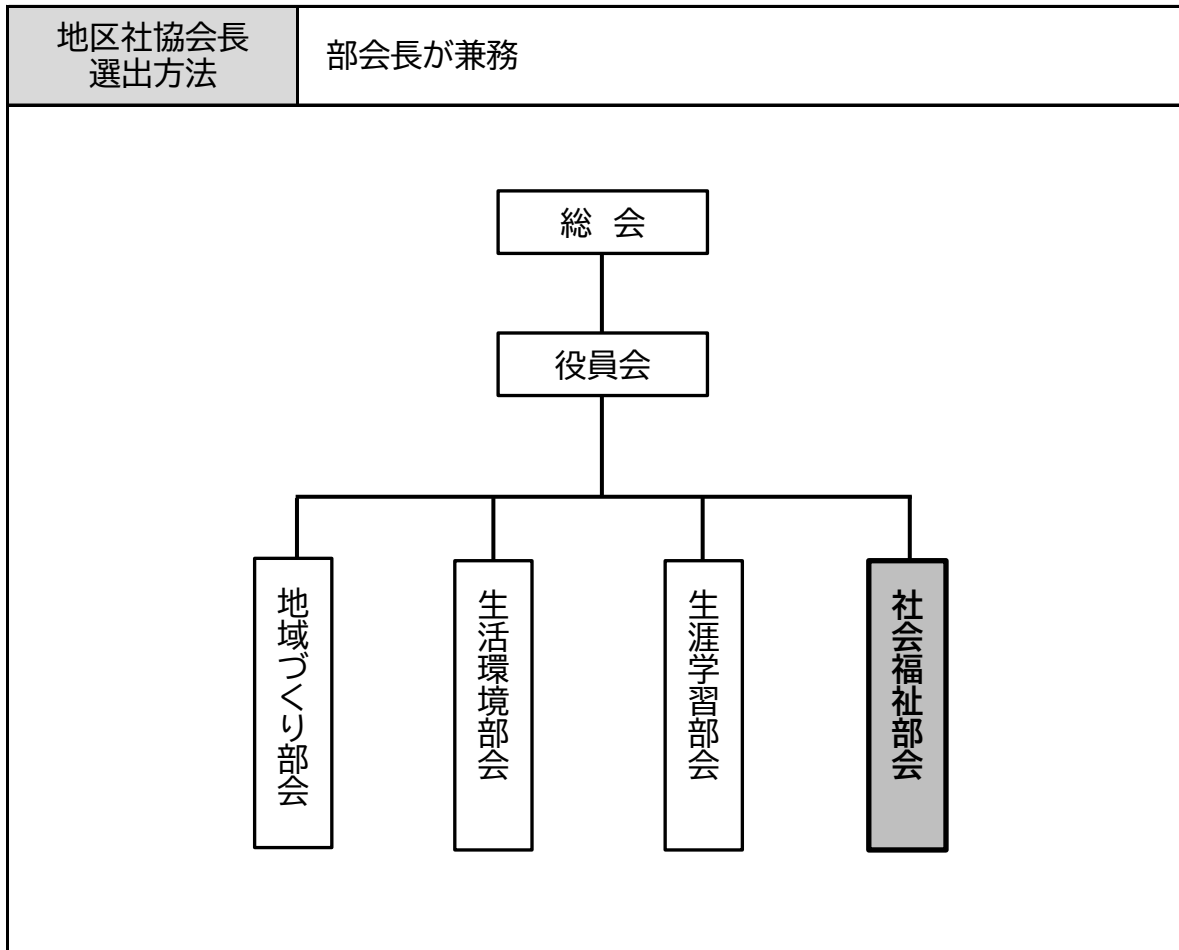 地区社協会長
選出方法
部会長が兼務
総 会
役員会
地域づくり部会
生活環境部会
生涯学習部会
社会福祉部会